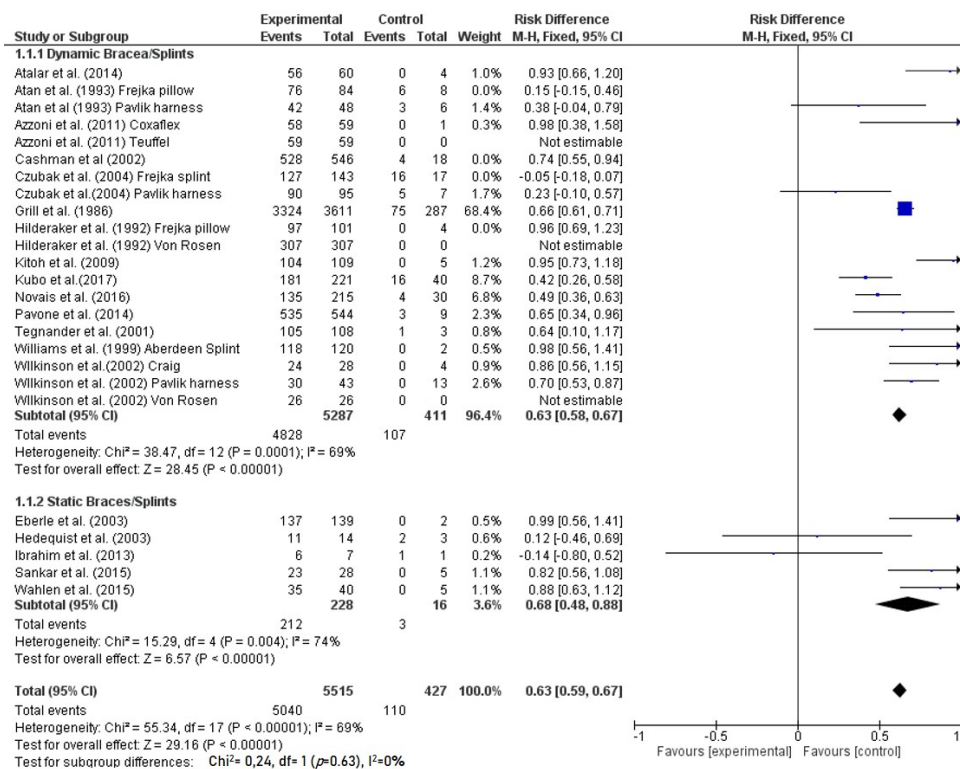 Experimental Control Risk Difference Risk Difference
Study or Subgroup Events Total Events Total Weight M-H, Fixed, 95% CI M-H, Fixed, 95% CI
1.1.1 Dynamic Bracea/Splints
Atalar et al. (2014) 56 60 0 4 1.0% 0.93 [0.66, 1.20]
Atan et al (1993) Frejka pillow 76 84 6 8 0.0% 0.15 [-0.15, 0.46]
Atan et al (1993) Pavlik harness 42 48 3 6 1.4% 0.38 [-0.04, 0.79]
Azzoni et al. (2011) Coxaflex 58 59 0 1 0.3% 0.98 [0.38, 1.58]
Azzoni et al. (2011) Teuffel 59 59 0 0 Not estimable
Cashman et al (2002) 528 546 4 18 0.0% 0.74 [0.55, 0.94]
Czubak et al. (2004) Frejka splint 127 143 16 17 0.0% -0.05 [-0.18, 0.07]
Czubak et al.(2004) Pavlik harness 90 95 5 7 1.7% 0.23 [-0.10, 0.57]
Grill et al. (1986) 3324 3611 75 287 68.4% 0.66 [0.61, 0.71]
Hilderaker et al. (1992) Frejka pillow 97 101 0 4 0.0% 0.96 [0.69, 1.23]
Hilderaker et al. (1992) Von Rosen 307 307 0 0 Not estimable
Kitoh et al. (2009) 104 109 0 5 1.2% 0.95 [0.73, 1.18]
Kubo et al.(2017) 181 221 16 40 8.7% 0.42 [0.26, 0.58]
Novais et al. (2016) 135 215 4 30 6.8% 0.49 [0.36, 0.63]
Pavone et al. (2014) 535 544 3 9 2.3% 0.65 [0.34, 0.96]
Tegnander et al. (2001) 105 108 1 3 0.8% 0.64 [0.10, 1.17]
Williams et al. (1999) Aberdeen Splint 118 120 0 2 0.5% 0.98 [0.56, 1.41]
Wilkinson et al.(2002) Craig 24 28 0 4 0.9% 0.86 [0.56, 1.15]
Wilkinson et al. (2002) Pavlik harness 30 43 0 13 2.6% 0.70 [0.53, 0.87]
Wilkinson et al. (2002) Von Rosen 26 26 0 0 Not estimable
Subtotal (95% CI) 5287 411 96.4% 0.63 [0.58, 0.67]
Total events 4828 107
Heterogeneity: Chi² = 38.47, df = 12 (P = 0.0001); I² = 69%
Test for overall effect: Z = 28.45 (P < 0.00001)
1.1.2 Static Braces/Splints
Eberle et al. (2003) 137 139 0 2 0.5% 0.99 [0.56, 1.41]
Hedequist et al. (2003) 11 14 2 3 0.6% 0.12 [-0.46, 0.69]
Ibrahim et al. (2013) 6 7 1 1 0.2% -0.14 [-0.80, 0.52]
Sankar et al. (2015) 23 28 0 5 1.1% 0.82 [0.56, 1.08]
Wahlen et al. (2015) 35 40 0 5 1.1% 0.88 [0.63, 1.12]
Subtotal (95% CI) 228 16 3.6% 0.68 [0.48, 0.88]
Total events 212 3
Heterogeneity: Chi² = 15.29, df = 4 (P = 0.004); I² = 74%
Test for overall effect: Z = 6.57 (P < 0.00001)
Total (95% CI) 5515 427 100.0% 0.63 [0.59, 0.67]
Total events 5040 110
Heterogeneity: Chi² = 55.34, df = 17 (P < 0.00001); I² = 69%
Test for overall effect: Z = 29.16 (P < 0.00001)
Test for subgroup differences: Chi²= 0,24, df= 1 (p=0.63), I²=0%
-1 -0.5 0 0.5 1
Favours [experimental] Favours [control]